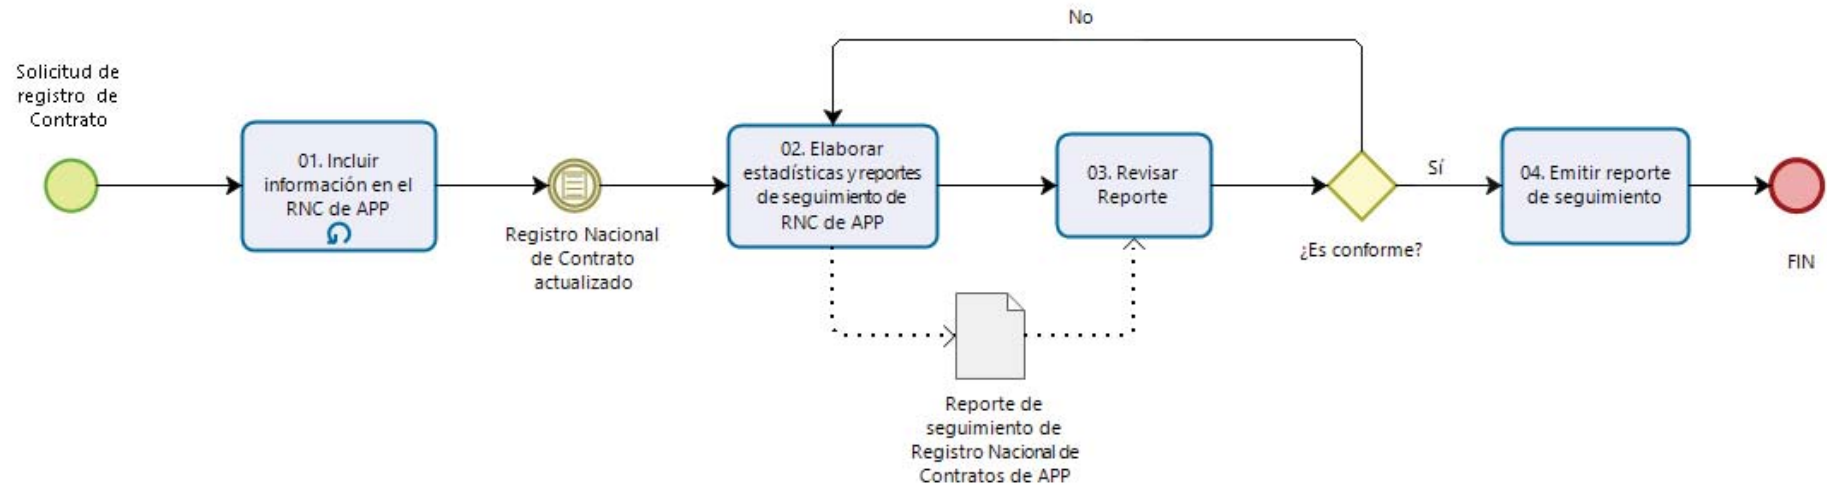 No
Solicitud de
registro de
Contrato
01. Incluir
información en el
RNC de APP
Registro Nacional
de Contrato
actualizado
02. Elaborar
estadísticas y reportes
de seguimiento de
RNC de APP
03. Revisar
Reporte
¿Es conforme?
Sí
04. Emitir reporte
de seguimiento
FIN
Reporte de
seguimiento de
Registro Nacional de
Contratos de APP